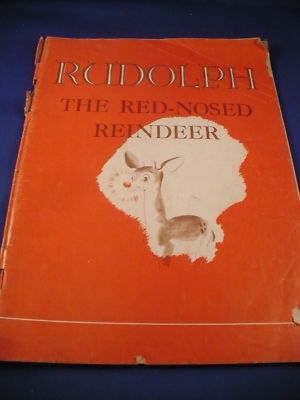 RUDOLPH
THE RED-NOSED
REINDEER